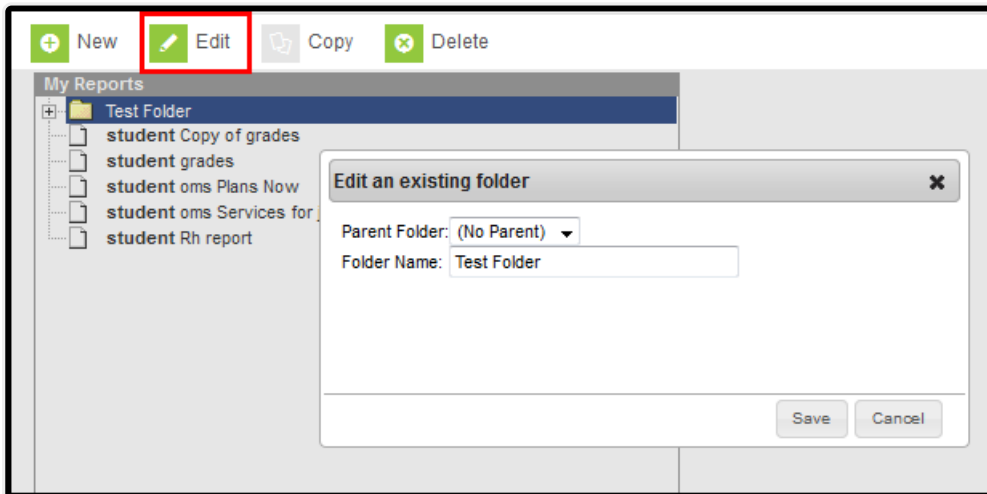 New Edit Copy Delete
My Reports
Test Folder
student Copy of grades
student grades
student oms Plans Now
student oms Services for
student Rh report
Edit an existing folder
Parent Folder: (No Parent)
Folder Name: Test Folder
Save Cancel